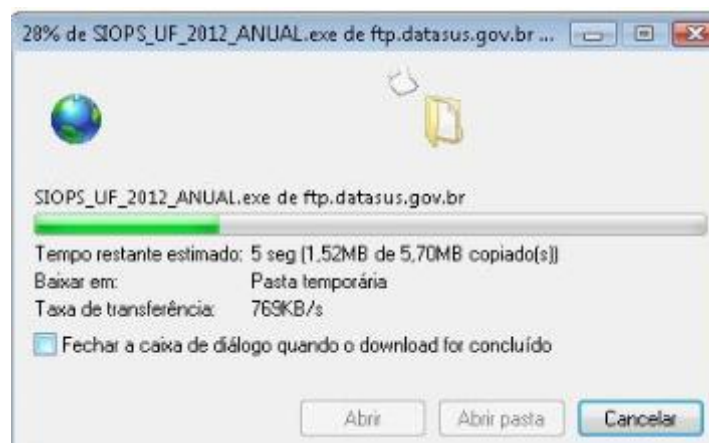 28% de SIOPS_UF_2012_ANUAL.exe de ftp.datasus.gov.br ...
SIOPS_UF_2012_ANUAL.exe de ftp.datasus.gov.br
Tempo restante estimado: 5 seg (1,52MB de 5,70MB copiado(s))
Baixar em: Pasta temporária
Taxa de transferência: 769KB/s
Fechar a caixa de diálogo quando o download for concluído
Abrir Abrir pasta Cancelar